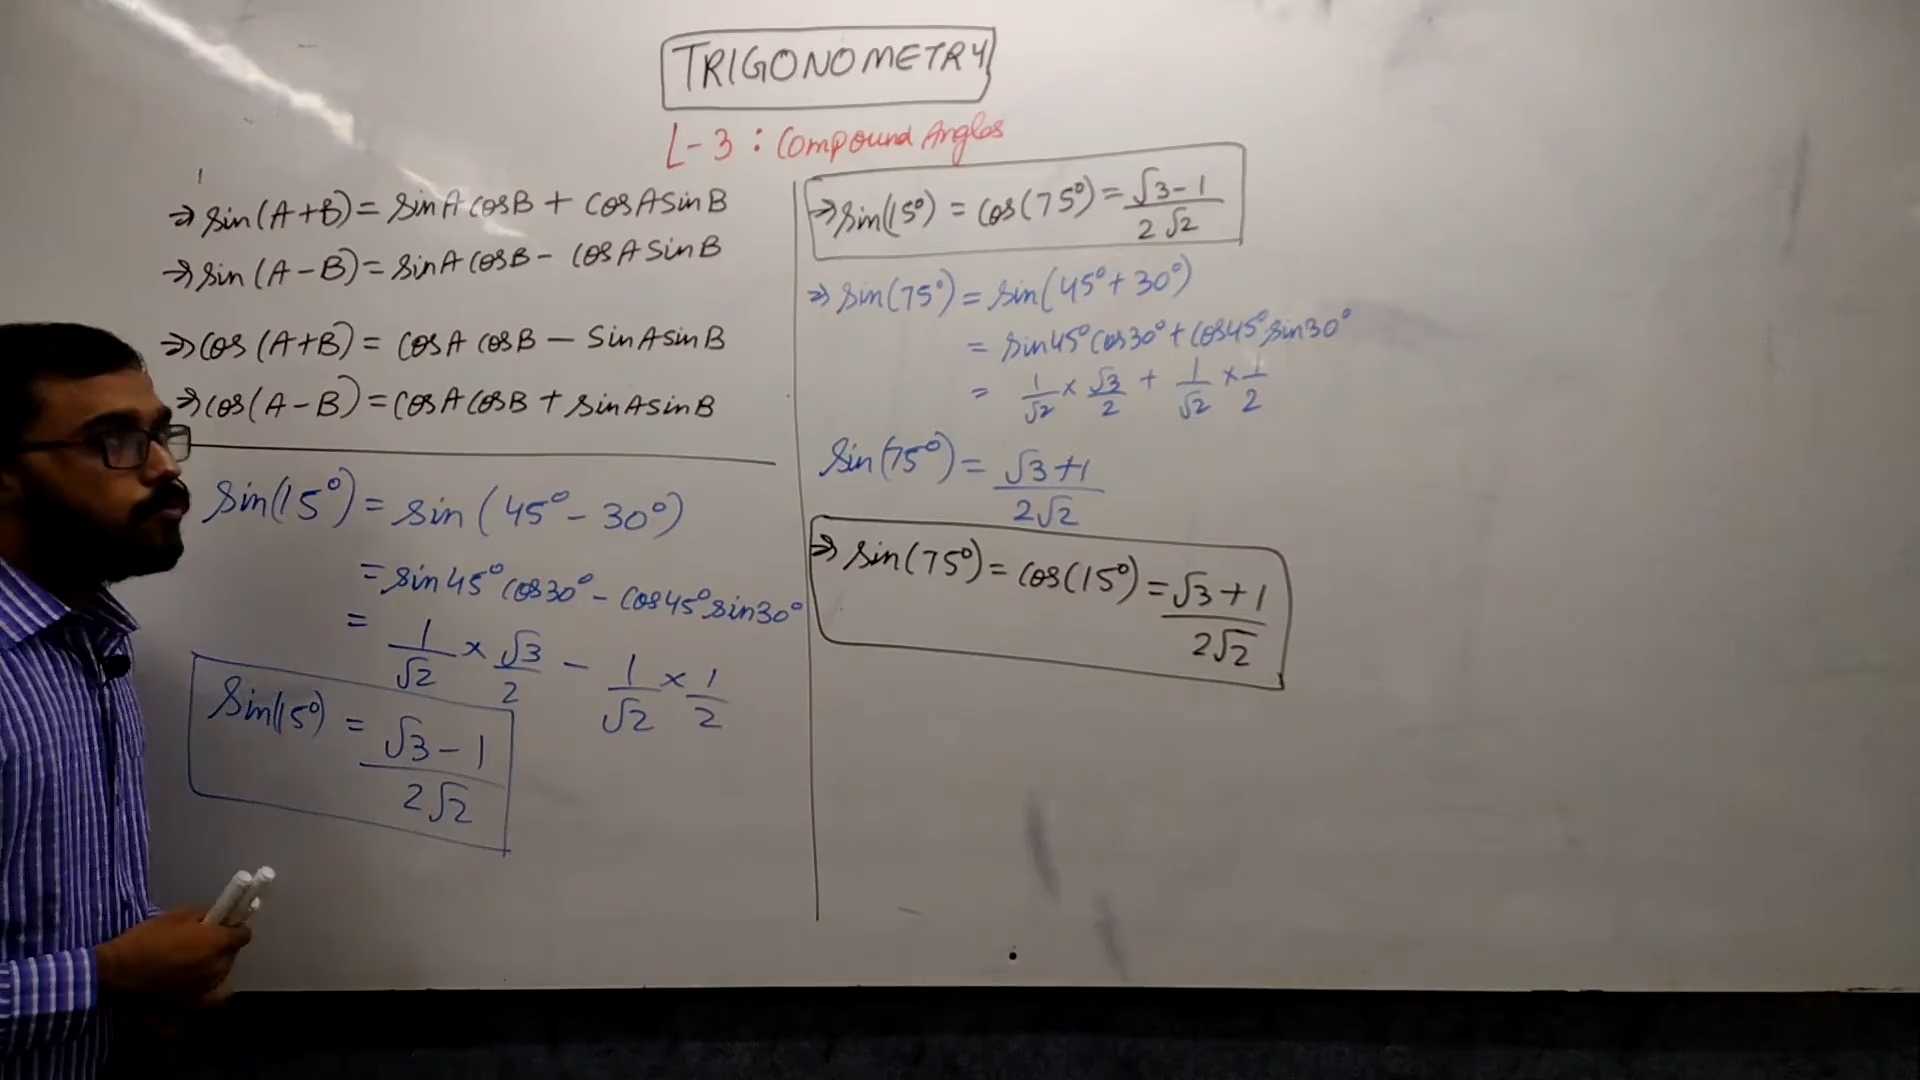 TRIGONOMETRY
L-3 : Compound Angles
⇒ sin(A+B) = sinA cosB + cosA sinB
⇒ sin(A-B) = sinA cosB - cosA sinB
⇒ cos(A+B) = cosA cosB - sinA sinB
⇒ cos(A-B) = cosA cosB + sinA sinB
sin(15°) = sin(45° - 30°)
= sin45° cos30° - cos45° sin30°
= 1/√2 × √3/2 - 1/√2 × 1/2
sin(15°) = √3-1/2√2
⇒ sin(15°) = cos(75°) = √3-1/2√2
⇒ sin(75°) = sin(45°+30°)
= sin45° cos30° + cos45° sin30°
= 1/√2 × √3/2 + 1/√2 × 1/2
sin(75°) = √3+1/2√2
⇒ sin(75°) = cos(15°) = √3+1/2√2